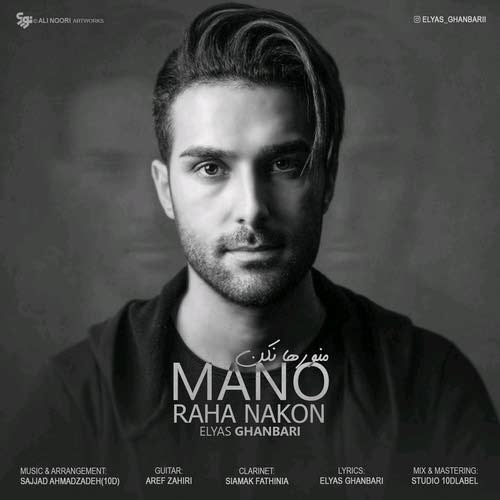 © ALI NOORI ARTWORKS
ELYAS_GHANBARII
منو رها نکن
MANO
RAHA NAKON
ELYAS GHANBARI
MUSIC & ARRANGEMENT:
SAJJAD AHMADZADEH(10D)
GUITAR:
AREF ZAHIRI
CLARINET:
SIAMAK FATHINIA
LYRICS:
ELYAS GHANBARI
MIX & MASTERING:
STUDIO 10DLABEL